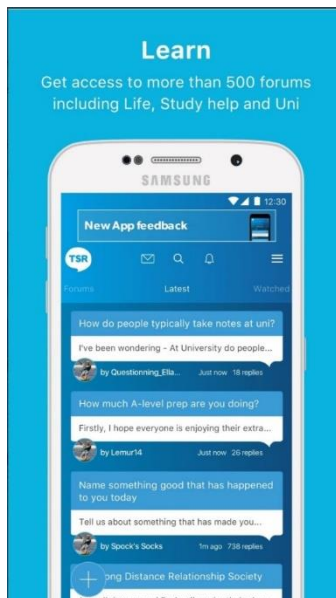 Learn
Get access to more than 500 forums
including Life, Study help and Uni
SAMSUNG
12:30
New App feedback
TSR
Forums
Latest
Watched
How do people typically take notes at uni?
I've been wondering - At University do people...
by Questionning_Ella...
Just now 18 replies
How much A-level prep are you doing?
Firstly, I hope everyone is enjoying their extra...
by Lemur14
Just now 26 replies
Name something good that has happened
to you today
Tell us about something that has made you...
by Spock's Socks
1m ago 738 replies
ong Distance Relationship Society